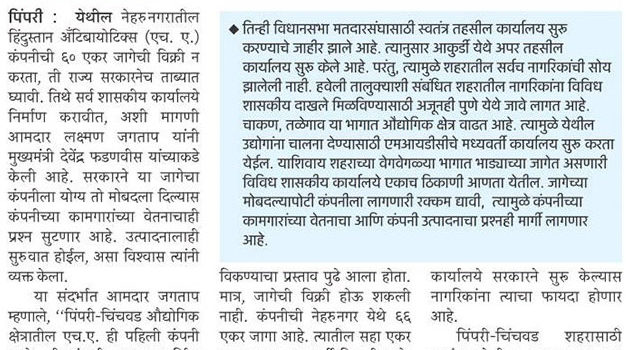 पिंपरी : येथील नेहरुनगरातील
हिंदुस्तान अँटिबायोटिक्स (एच. ए.)
कंपनीची ६० एकर जागेची विक्री न
करता, ती राज्य सरकारनेच ताब्यात
घ्यावी. तिथे सर्व शासकीय कार्यालये
निर्माण करावीत, अशी मागणी
आमदार लक्ष्मण जगताप यांनी
मुख्यमंत्री देवेंद्र फडणवीस यांच्याकडे
केली आहे. सरकारने या जागेचा
कंपनीला योग्य तो मोबदला दिल्यास
कंपनीच्या कामगारांच्या वेतनाचाही
प्रश्न सुटणार आहे. उत्पादनालाही
सुरुवात होईल, असा विश्वास त्यांनी
व्यक्त केला.
या संदर्भात आमदार जगताप
म्हणाले, ‘‘पिंपरी-चिंचवड औद्योगिक
क्षेत्रातील एच.ए. ही पहिली कंपनी
◆ तिन्ही विधानसभा मतदारसंघासाठी स्वतंत्र तहसील कार्यालय सुरु
करण्याचे जाहीर झाले आहे. त्यानुसार आकुर्डी येथे अपर तहसील
कार्यालय सुरु केले आहे. परंतु, त्यामुळे शहरातील सर्वच नागरिकांची सोय
झालेली नाही. हवेली तालुक्याशी संबंधित शहरातील नागरिकांना विविध
शासकीय दाखले मिळविण्यासाठी अजूनही पुणे येथे जावे लागत आहे.
चाकण, तळेगाव या भागात औद्योगिक क्षेत्र वाढत आहे. त्यामुळे येथील
उद्योगांना चालना देण्यासाठी एमआयडीसीचे मध्यवर्ती कार्यालय सुरु करता
येईल. याशिवाय शहराच्या वेगवेगळ्या भागात भाड्याच्या जागेत असणारी
विविध शासकीय कार्यालये एकाच ठिकाणी आणता येतील. जागेच्या
मोबदल्यापोटी कंपनीला लागणारी रक्कम द्यावी, त्यामुळे कंपनीच्या
कामगारांच्या वेतनाचा आणि कंपनी उत्पादनाचा प्रश्नही मार्गी लागणार
आहे.
विकण्याचा प्रस्ताव पुढे आला होता.
मात्र, जागेची विक्री होऊ शकली
नाही. कंपनीची नेहरुनगर येथे ६६
एकर जागा आहे. त्यातील सहा एकर
कार्यालये सरकारने सुरू केल्यास
नागरिकांना त्याचा फायदा होणार
आहे.
पिंपरी-चिंचवड शहरासाठी